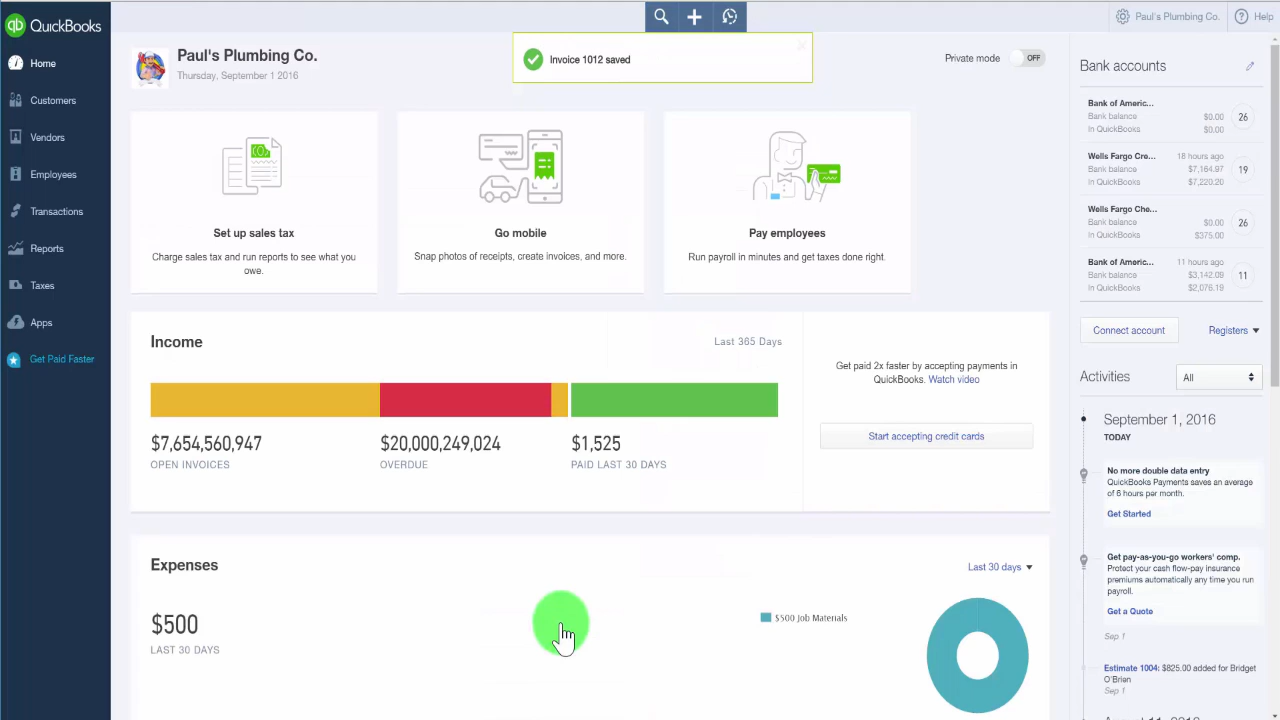 qb QuickBooks
Home
Customers
Vendors
Employees
Transactions
Reports
Taxes
Apps
Get Paid Faster
Paul's Plumbing Co.
Help
Paul's Plumbing Co.
Thursday, September 1 2016
Invoice 1012 saved
Private mode
OFF
Set up sales tax
Charge sales tax and run reports to see what you
owe.
Go mobile
Snap photos of receipts, create invoices, and more.
Pay employees
Run payroll in minutes and get taxes done right.
Income
Last 365 Days
$7,654,560,947
OPEN INVOICES
$20,000,249,024
OVERDUE
$1,525
PAID LAST 30 DAYS
Get paid 2x faster by accepting payments in
QuickBooks. Watch video
Start accepting credit cards
Expenses
Last 30 days
$500
LAST 30 DAYS
$500 Job Materials
Bank accounts
Bank of Americ...
Bank balance $0.00
In QuickBooks $0.00
26
Wells Fargo Cre... 18 hours ago
Bank balance $7,164.97
In QuickBooks $7,220.20
19
Wells Fargo Che...
Bank balance $0.00
In QuickBooks $375.00
26
Bank of Americ... 11 hours ago
Bank balance $3,142.09
In QuickBooks $2,076.19
11
Connect account
Registers
Activities
All
September 1, 2016
TODAY
No more double data entry
QuickBooks Payments saves an average
of 6 hours per month.
Get Started
Get pay-as-you-go workers' comp.
Protect your cash flow-pay insurance
premiums automatically any time you run
payroll.
Get a Quote
Sep 1
Estimate 1004: $825.00 added for Bridget
O'Brien
Sep 1